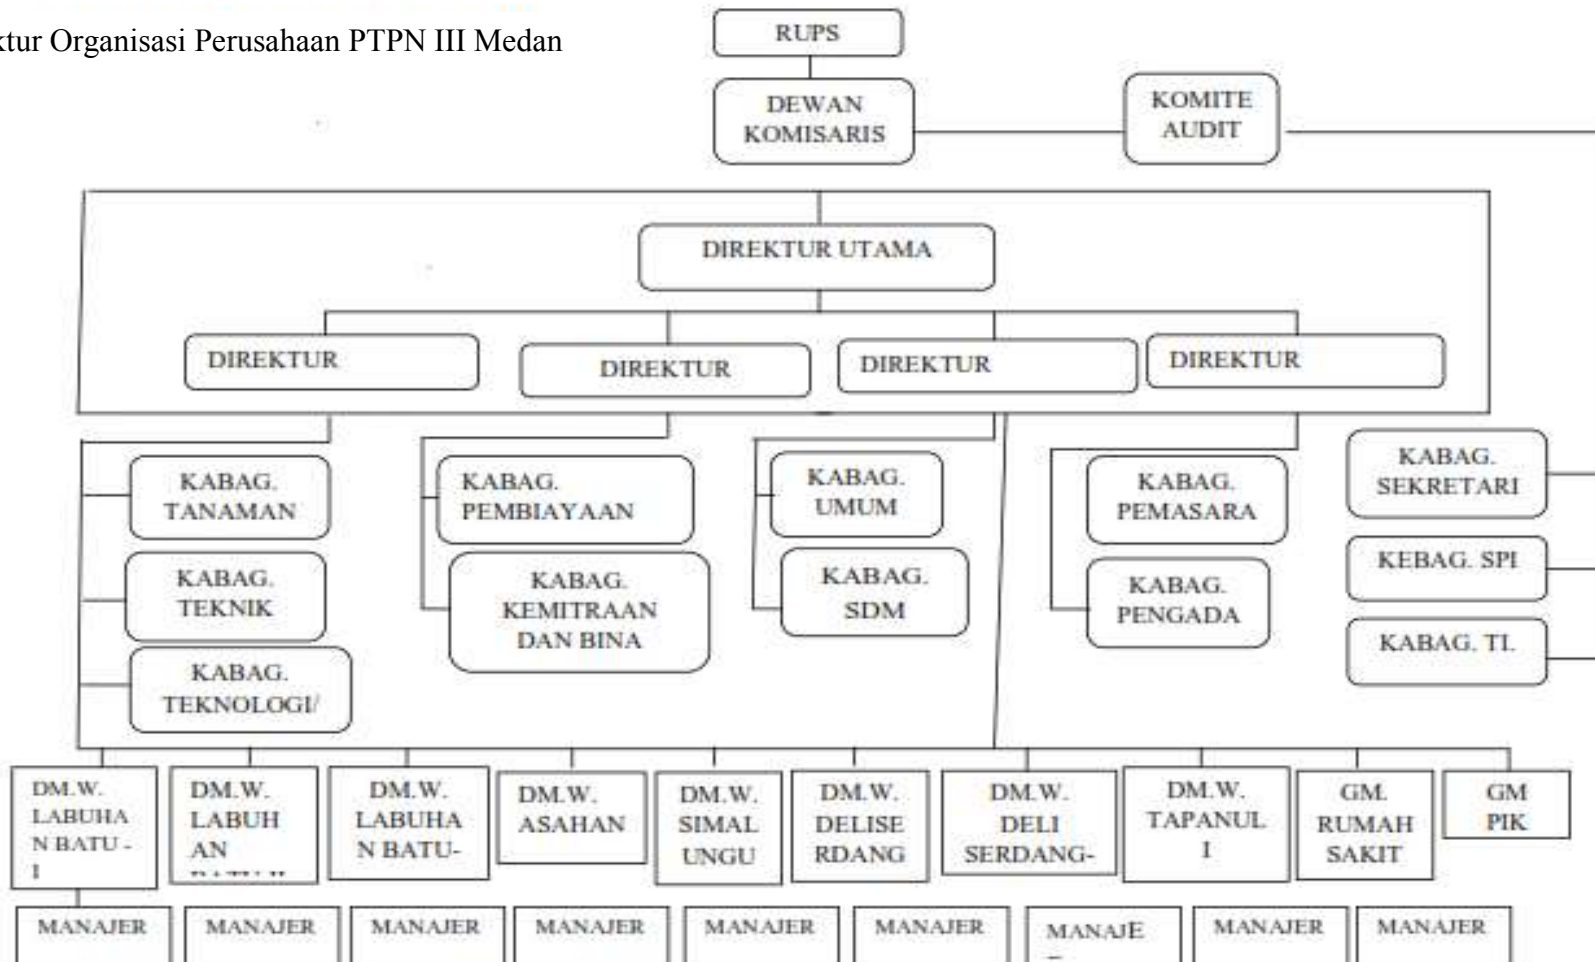 ktur Organisasi Perusahaan PTPN III Medan
RUPS
DEWAN
KOMISARIS
KOMITE
AUDIT
DIREKTUR UTAMA
DIREKTUR
DIREKTUR
DIREKTUR
DIREKTUR
KABAG.
TANAMAN
KABAG.
TEKNIK
KABAG.
TEKNOLOGI/
KABAG.
PEMBIAYAAN
KABAG.
KEMITRAAN
DAN BINA
KABAG.
UMUM
KABAG.
SDM
KABAG.
PEMASARA
KABAG.
PENGADA
KABAG.
SEKRETARI
KEBAG. SPI
KABAG. TI.
DM.W.
LABUHA
N BATU -
I
DM.W.
LABUH
AN
DM.W.
LABUHA
N BATU-
DM.W.
ASAHAN
DM.W.
SIMAL
UNGU
DM.W.
DELISE
RDANG
DM.W.
DELI
SERDANG-
DM.W.
TAPANUL
I
GM.
RUMAH
SAKIT
GM
PIK
MANAJER
MANAJER
MANAJER
MANAJER
MANAJER
MANAJER
MANAJE
MANAJER
MANAJER